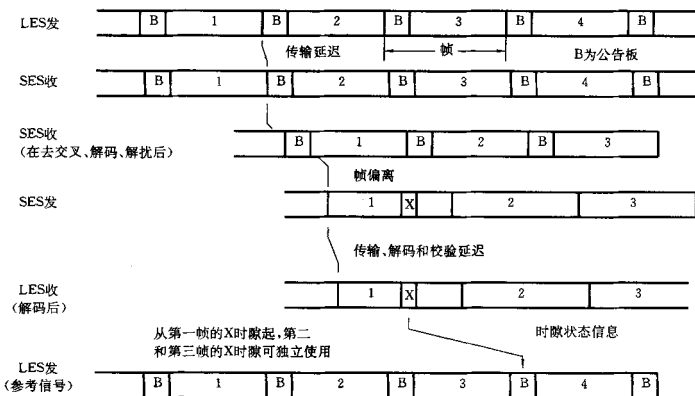 LES发 B 1 B 2 B 3 B 4 B
传输延迟 帧 B为公告板
SES收 B 1 B 2 B 3 B 4 B
SES收 B 1 B 2 B 3
(在去交叉、解码、解扰后)
帧偏离
SES发 1 X 2 3
传输、解码和校验延迟
LES收 1 X 2 3
(解码后)
从第一帧的X时隙起,第二 时隙状态信息
和第三帧的X时隙可独立使用
LES发 B 1 B 2 B 3 B 4 B
(参考信号)